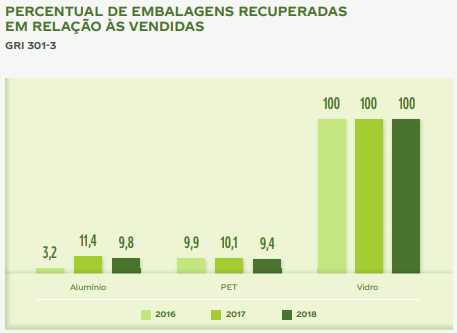 PERCENTUAL DE EMBALAGENS RECUPERADAS
EM RELAÇÃO ÀS VENDIDAS
GRI 301-3
3,2 11,4 9,8 9,9 10,1 9,4 100 100 100
Alumínio PET Vidro
2016 2017 2018